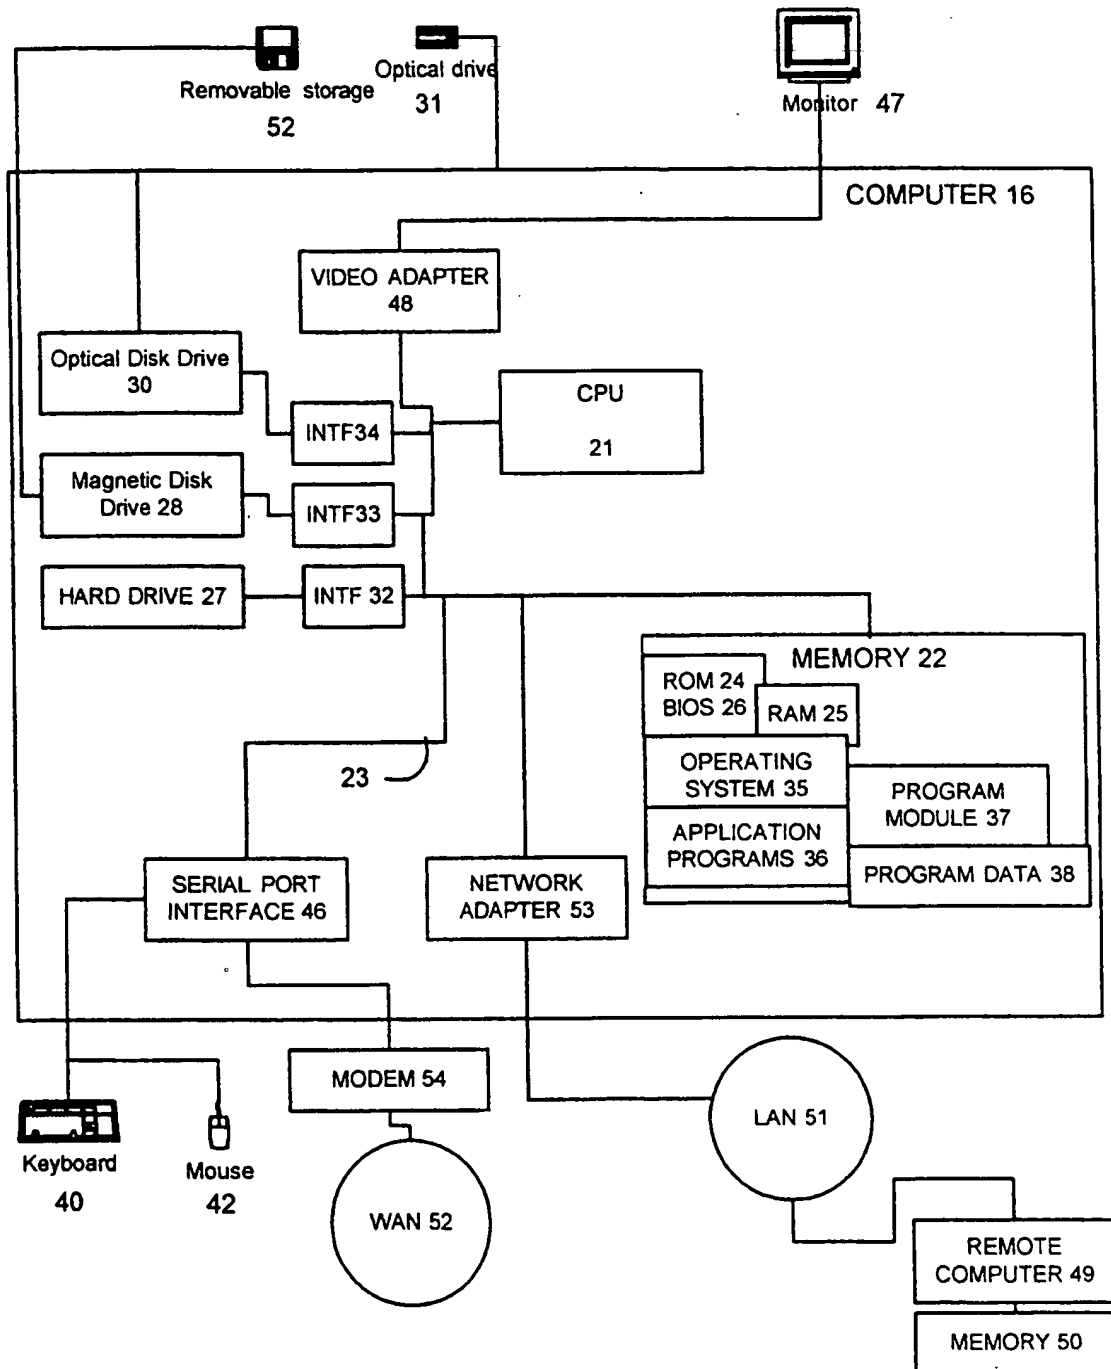 Removable storage
52
Optical drive
31
Monitor 47
COMPUTER 16
VIDEO ADAPTER
48
Optical Disk Drive
30
CPU
21
INTF34
Magnetic Disk
Drive 28
INTF33
HARD DRIVE 27
INTF 32
MEMORY 22
ROM 24
BIOS 26
RAM 25
OPERATING
SYSTEM 35
PROGRAM
MODULE 37
APPLICATION
PROGRAMS 36
PROGRAM DATA 38
23
SERIAL PORT
INTERFACE 46
NETWORK
ADAPTER 53
MODEM 54
LAN 51
Keyboard
40
Mouse
42
WAN 52
REMOTE
COMPUTER 49
MEMORY 50